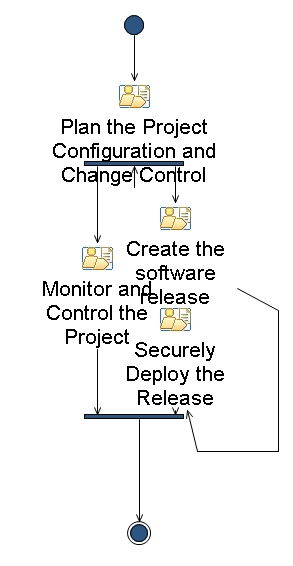 Plan the Project
Configuration and
Change Control
Create the
software
release
Monitor and
Control the
Project
Securely
Deploy the
Release